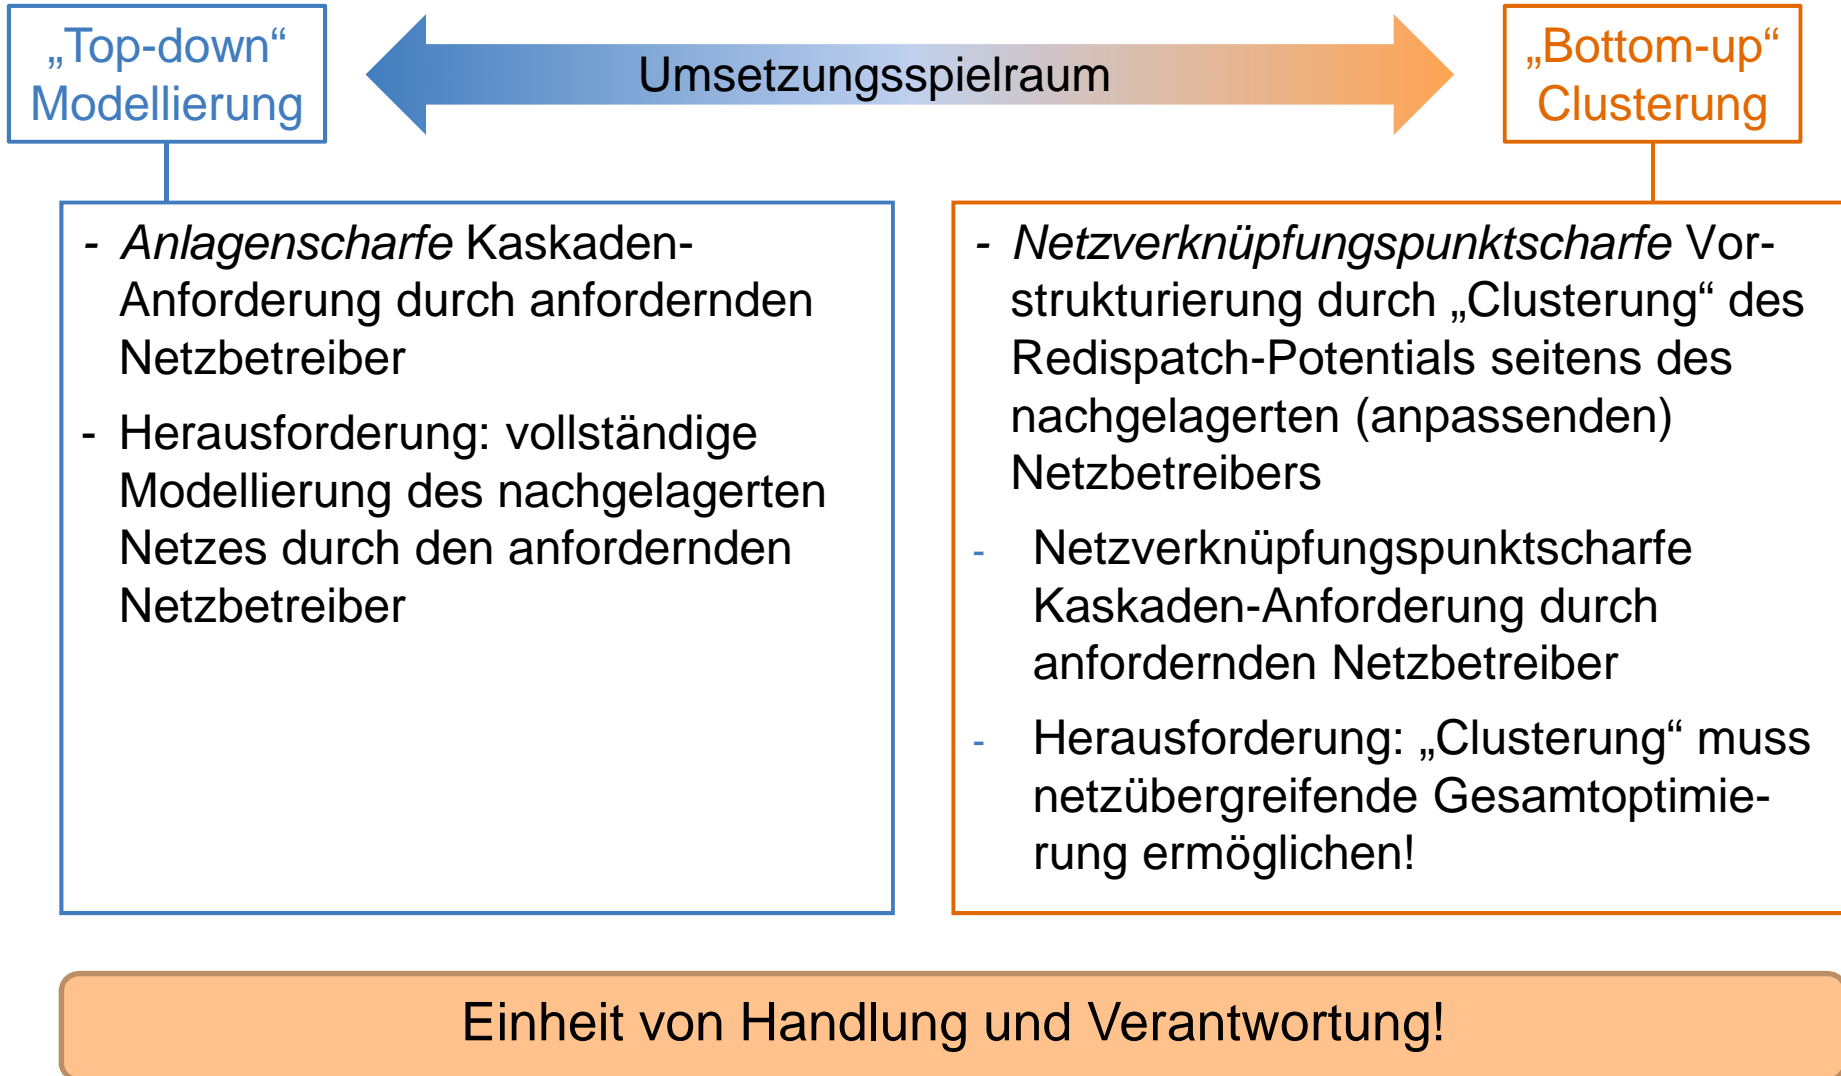 „Top-down“
Modellierung
Umsetzungsspielraum
„Bottom-up“
Clusterung
- Anlagenscharfe Kaskaden-
Anforderung durch anfordernden
Netzbetreiber
- Herausforderung: vollständige
Modellierung des nachgelagerten
Netzes durch den anfordernden
Netzbetreiber
- Netzverknüpfungspunktscharfe Vor-
strukturierung durch „Clusterung“ des
Redispatch-Potentials seitens des
nachgelagerten (anpassenden)
Netzbetreibers
- Netzverknüpfungspunktscharfe
Kaskaden-Anforderung durch
anfordernden Netzbetreiber
- Herausforderung: „Clusterung“ muss
netzübergreifende Gesamtoptimie-
rung ermöglichen!
Einheit von Handlung und Verantwortung!